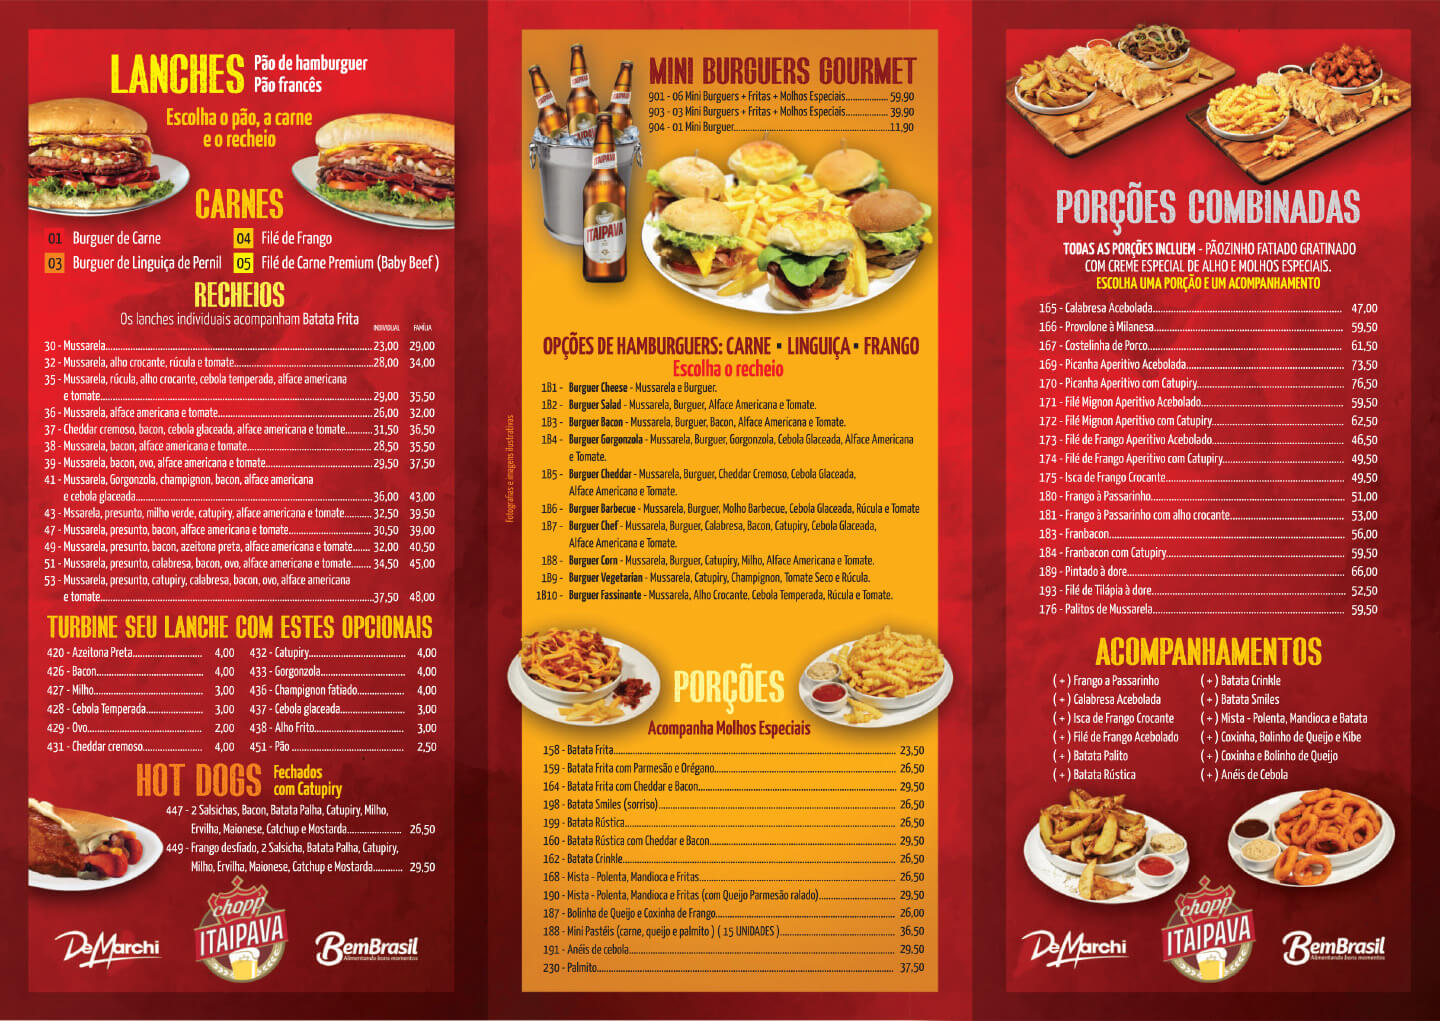 LANCHES
Pão de hamburguer
Pão francês
Escolha o pão, a carne
e o recheio
CARNES
01 Burguer de Carne
04 Filé de Frango
03 Burguer de Linguiça de Pernil
05 Filé de Carne Premium (Baby Beef)
RECHEIOS
Os lanches individuais acompanham Batata Frita
INDIVIDUAL FAMÍLIA
30 - Mussarela 23,00 29,00
32 - Mussarela, alho crocante, rúcula e tomate 28,00 34,00
35 - Mussarela, rúcula, alho crocante, cebola temperada, alface americana
e tomate 29,00 35,50
36 - Mussarela, alface americana e tomate 26,00 32,00
37 - Cheddar cremoso, bacon, cebola glaceada, alface americana e tomate 31,50 36,50
38 - Mussarela, bacon, alface americana e tomate 28,50 35,50
39 - Mussarela, bacon, ovo, alface americana e tomate 29,50 37,50
41 - Mussarela, Gorgonzola, champignon, bacon, alface americana
e cebola glaceada 36,00 43,00
43 - Mssarela, presunto, milho verde, catupiry, alface americana e tomate 32,50 39,50
47 - Mussarela, presunto, bacon, alface americana e tomate 30,50 39,00
49 - Mussarela, presunto, bacon, azeitona preta, alface americana e tomate 32,00 40,50
51 - Mussarela, presunto, calabresa, bacon, ovo, alface americana e tomate 34,50 45,00
53 - Mussarela, presunto, catupiry, calabresa, bacon, ovo, alface americana
e tomate 37,50 48,00
TURBINE SEU LANCHE COM ESTES OPCIONAIS
420 - Azeitona Preta 4,00
426 - Bacon 4,00
427 - Milho 3,00
428 - Cebola Temperada 3,00
429 - Ovo 2,00
431 - Cheddar cremoso 4,00
432 - Catupiry 4,00
433 - Gorgonzola 4,00
436 - Champignon fatiado 4,00
437 - Cebola glaceada 3,00
438 - Alho Frito 3,00
451 - Pão 2,50
HOT DOGS
Fechados
com Catupiry
447 - 2 Salsichas, Bacon, Batata Palha, Catupiry, Milho,
Ervilha, Maionese, Catchup e Mostarda 26,50
449 - Frango desfiado, 2 Salsicha, Batata Palha, Catupiry,
Milho, Ervilha, Maionese, Catchup e Mostarda 29,50
DeMarchi
chopp
ITAIPAVA
BemBrasil
Alimentando bons momentos
ITAIPAVA
MINI BURGUERS GOURMET
901 - 06 Mini Burguers + Fritas + Molhos Especiais 59,90
903 - 03 Mini Burguers + Fritas + Molhos Especiais 39,90
904 - 01 Mini Burguer 11,90
OPÇÕES DE HAMBURGUERS: CARNE • LINGUIÇA • FRANGO
Escolha o recheio
1B1 - Burguer Cheese - Mussarela e Burguer.
1B2 - Burguer Salad - Mussarela, Burguer, Alface Americana e Tomate.
1B3 - Burguer Bacon - Mussarela, Burguer, Bacon, Alface Americana e Tomate.
1B4 - Burguer Gorgonzola - Mussarela, Burguer, Gorgonzola, Cebola Glaceada, Alface Americana
e Tomate.
1B5 - Burguer Cheddar - Mussarela, Burguer, Cheddar Cremoso, Cebola Glaceada,
Alface Americana e Tomate.
1B6 - Burguer Barbecue - Mussarela, Burguer, Molho Barbecue, Cebola Glaceada, Rúcula e Tomate
1B7 - Burguer Chef - Mussarela, Burguer, Calabresa, Bacon, Catupiry, Cebola Glaceada,
Alface Americana e Tomate.
1B8 - Burguer Corn - Mussarela, Burguer, Catupiry, Milho, Alface Americana e Tomate.
1B9 - Burguer Vegetarian - Mussarela, Catupiry, Champignon, Tomate Seco e Rúcula.
1B10 - Burguer Fassinante - Mussarela, Alho Crocante, Cebola Temperada, Rúcula e Tomate.
Fotografias e imagens ilustrativas
PORÇÕES
Acompanha Molhos Especiais
158 - Batata Frita 23,50
159 - Batata Frita com Parmesão e Orégano 26,50
164 - Batata Frita com Cheddar e Bacon 29,50
198 - Batata Smiles (sorriso) 26,50
199 - Batata Rústica 26,50
160 - Batata Rústica com Cheddar e Bacon 29,50
162 - Batata Crinkle 26,50
168 - Mista - Polenta, Mandioca e Fritas 26,50
190 - Mista - Polenta, Mandioca e Fritas (com Queijo Parmesão ralado) 29,50
187 - Bolinha de Queijo e Coxinha de Frango 26,00
188 - Mini Pastéis (carne, queijo e palmito ) ( 15 UNIDADES ) 36,50
191 - Anéis de cebola 29,50
230 - Palmito 37,50
PORÇÕES COMBINADAS
TODAS AS PORÇÕES INCLUEM - PÃOZINHO FATIADO GRATINADO
COM CREME ESPECIAL DE ALHO E MOLHOS ESPECIAIS.
ESCOLHA UMA PORÇÃO E UM ACOMPANHAMENTO
165 - Calabresa Acebolada 47,00
166 - Provolone à Milanesa 59,50
167 - Costelinha de Porco 61,50
169 - Picanha Aperitivo Acebolada 73,50
170 - Picanha Aperitivo com Catupiry 76,50
171 - Filé Mignon Aperitivo Acebolado 59,50
172 - Filé Mignon Aperitivo com Catupiry 62,50
173 - Filé de Frango Aperitivo Acebolado 46,50
174 - Filé de Frango Aperitivo com Catupiry 49,50
175 - Isca de Frango Crocante 49,50
180 - Frango à Passarinho 51,00
181 - Frango à Passarinho com alho crocante 53,00
183 - Franbacon 56,00
184 - Franbacon com Catupiry 59,50
189 - Pintado à dore 66,00
193 - Filé de Tilápia à dore 52,50
176 - Palitos de Mussarela 59,50
ACOMPANHAMENTOS
( + ) Frango a Passarinho
( + ) Calabresa Acebolada
( + ) Isca de Frango Crocante
( + ) Filé de Frango Acebolado
( + ) Batata Palito
( + ) Batata Rústica
( + ) Batata Crinkle
( + ) Batata Smiles
( + ) Mista - Polenta, Mandioca e Batata
( + ) Coxinha, Bolinho de Queijo e Kibe
( + ) Coxinha e Bolinho de Queijo
( + ) Anéis de Cebola
DeMarchi
chopp
ITAIPAVA
BemBrasil
Alimentando bons momentos